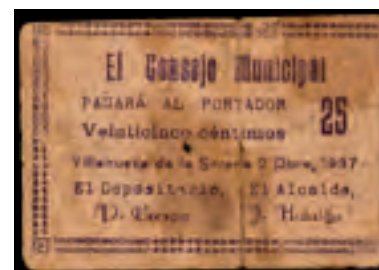 El Consejo Municipal
PAGARÁ AL PORTADOR
Veinticinco céntimos 25
Villanueva de la Serena 2 Dbre, 1937
El Depositario, El Alcalde,
D. J. Hidalgo